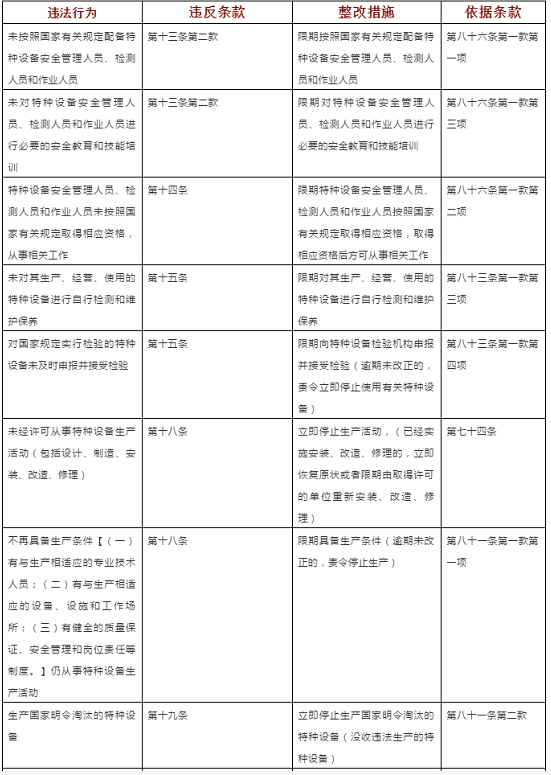 违法行为 违反条款 整改措施 依据条款
未按照国家有关规定配备特
种设备安全管理人员、检测
人员和作业人员
第十三条第二款
限期按照国家有关规定配备特
种设备安全管理人员、检测人
员和作业人员
第八十六条第一款第
一项
未对特种设备安全管理人
员、检测人员和作业人员进
行必要的安全教育和技能培
训
第十三条第二款
限期对特种设备安全管理人
员、检测人员和作业人员进行
必要的安全教育和技能培训
第八十六条第一款第
三项
特种设备安全管理人员、检
测人员和作业人员未按照国
家有关规定取得相应资格，
从事相关工作
第十四条
限期特种设备安全管理人员、
检测人员和作业人员按照国家
有关规定取得相应资格，取得
相应资格后方可从事相关工作
第八十六条第一款第
二项
未对其生产、经营、使用的
特种设备进行自行检测和维
护保养
第十五条
限期对其生产、经营、使用的
特种设备进行自行检测和维护
保养
第八十三条第一款第
三项
对国家规定实行检验的特种
设备未及时申报并接受检验
第十五条
限期向特种设备检验机构申报
并接受检验（逾期未改正的，
责令立即停止使用有关特种设
备）
第八十三条第一款第
四项
未经许可从事特种设备生产
活动（包括设计、制造、安
装、改造、修理）
第十八条
立即停止生产活动，（已经实
施安装、改造、修理的，立即
恢复原状或者限期由取得许可
的单位重新安装、改造、修
理）
第七十四条
不再具备生产条件【（一）
有与生产相适应的专业技术
人员；（二）有与生产相适
应的设备、设施和工作场
所；（三）有健全的质量保
证、安全管理和岗位责任等
制度。】仍从事特种设备生
产活动
第十八条
限期具备生产条件（逾期未改
正的，责令停止生产）
第八十一条第一款第
一项
生产国家明令淘汰的特种设
备
第十九条
立即停止生产国家明令淘汰的
特种设备（没收违法生产的特
种设备）
第八十一条第二款